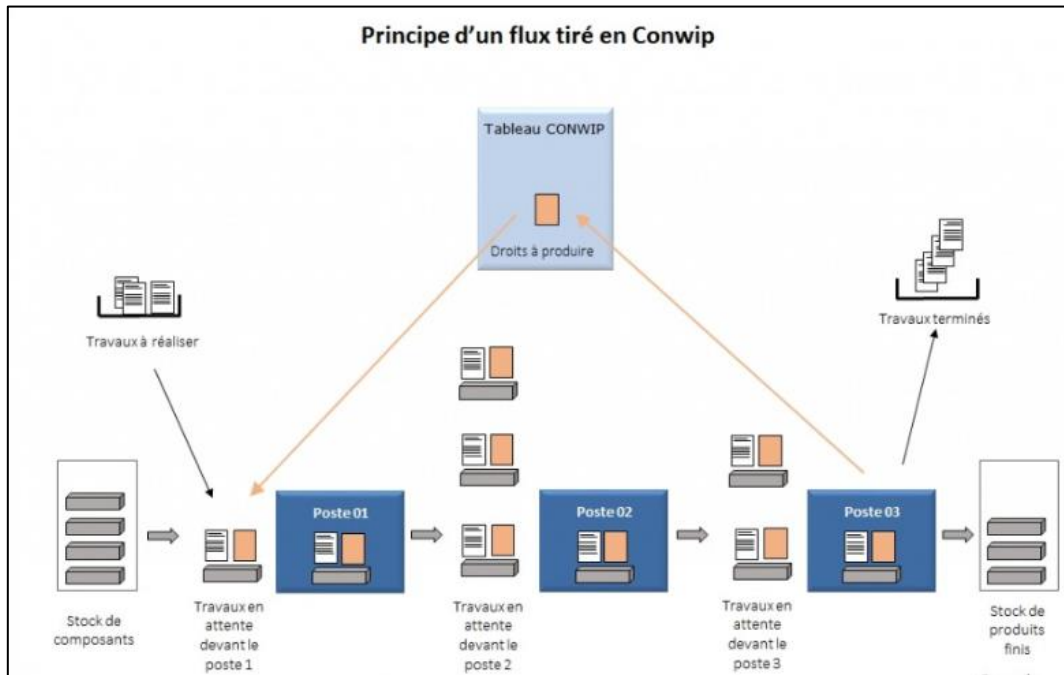 Principe d'un flux tiré en Conwip
Tableau CONWIP
Droits à produire
Travaux à réaliser
Travaux terminés
Poste 01
Poste 02
Poste 03
Stock de
composants
Travaux en
attente
devant le
poste 1
Travaux en
attente
devant le
poste 2
Travaux en
attente
devant le
poste 3
Stock de
produits
finis